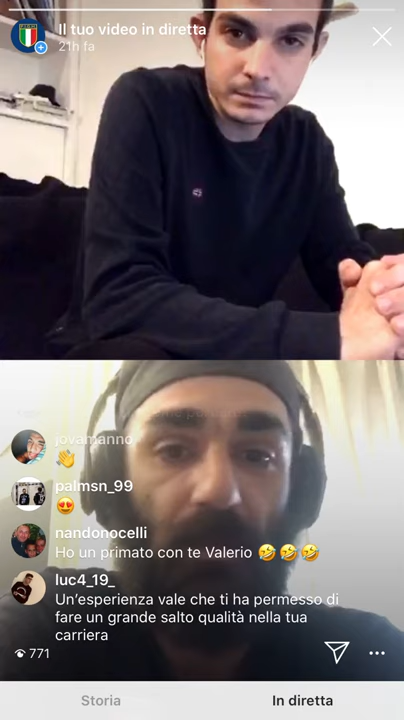 Il tuo video in diretta
21h fa
jovamanno
👋
palmsn_99
😍
nandonocelli
Ho un primato con te Valerio 🤣🤣🤣
luc4_19_
Un'esperienza vale che ti ha permesso di
fare un grande salto qualità nella tua
carriera
771
Storia
In diretta